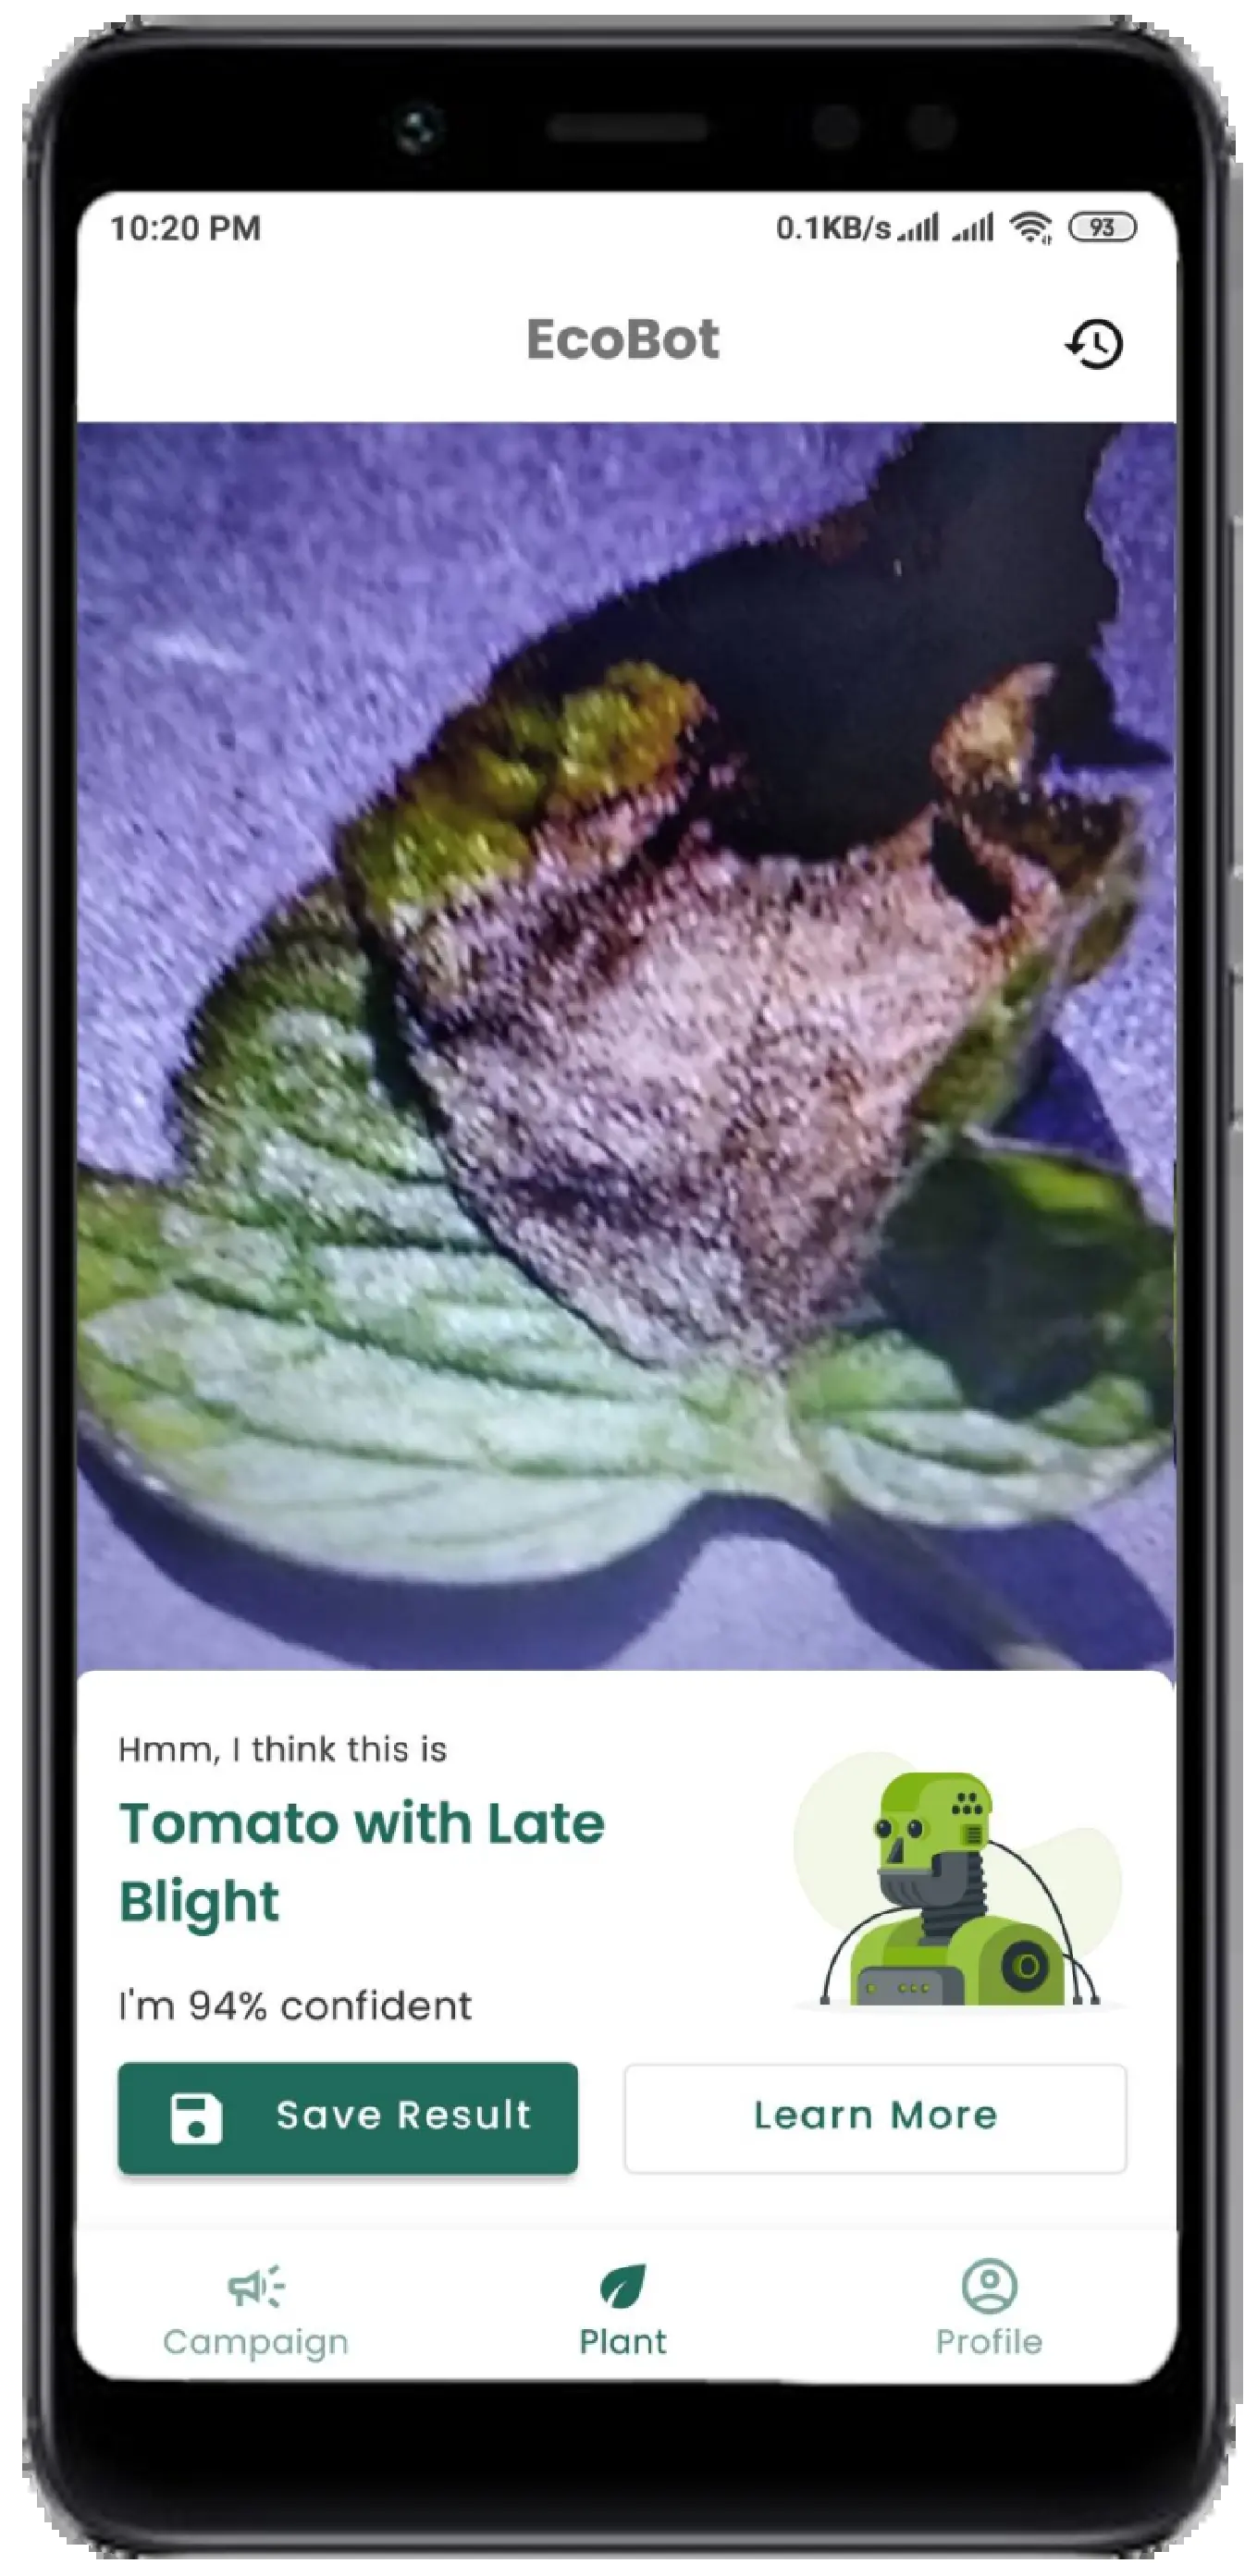 10:20 PM 0.1KB/s 93
EcoBot
Hmm, I think this is
Tomato with Late
Blight
I'm 94% confident
Save Result Learn More
Campaign Plant Profile